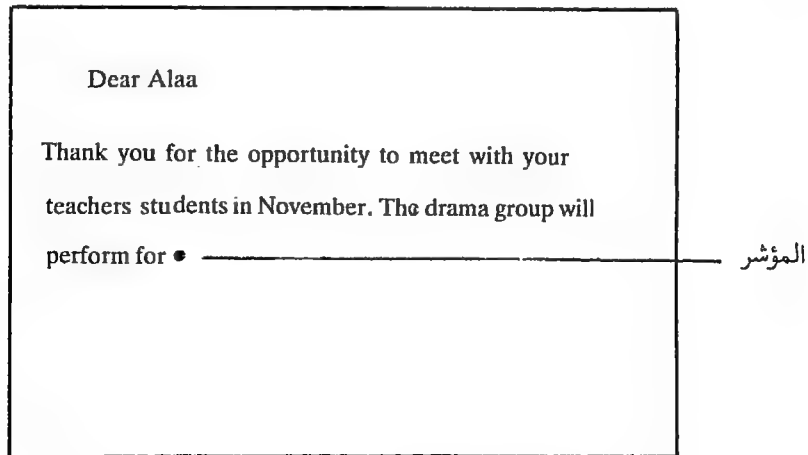 Dear Alaa
Thank you for the opportunity to meet with your
teachers students in November. The drama group will
perform for
المؤشر